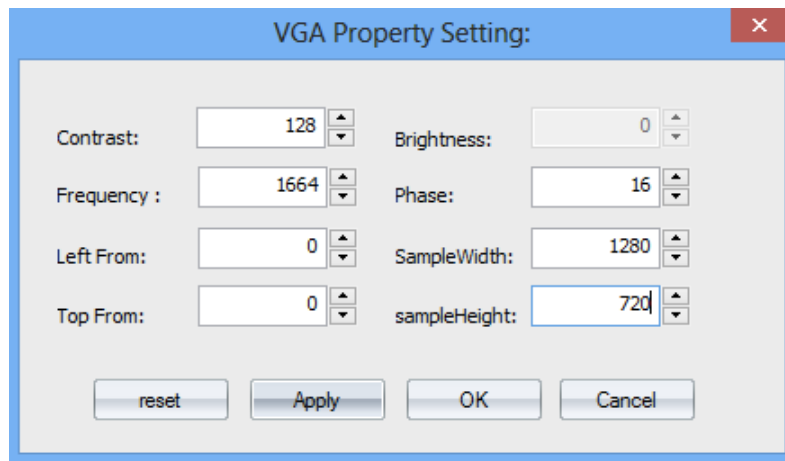 VGA Property Setting:
Contrast: 128 Brightness: 0
Frequency : 1664 Phase: 16
Left From: 0 SampleWidth: 1280
Top From: 0 sampleHeight: 720
reset Apply OK Cancel